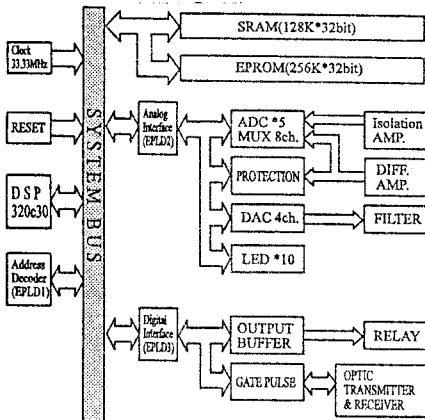 Clock
33.33MHz
RESET
DSP
320c30
Address
Decoder
(EPLD1)
SYSTEM BUS
SRAM(128K*32bit)
EPROM(256K*32bit)
Analog
Interface
(EPLD2)
ADC *5
MUX 8ch.
Isolation
AMP.
PROTECTION
DIFF.
AMP.
DAC 4ch.
FILTER
LED *10
Digital
Interface
(EPLD3)
OUTPUT
BUFFER
RELAY
GATE PULSE
OPTIC
TRANSMITTER
& RECEIVER